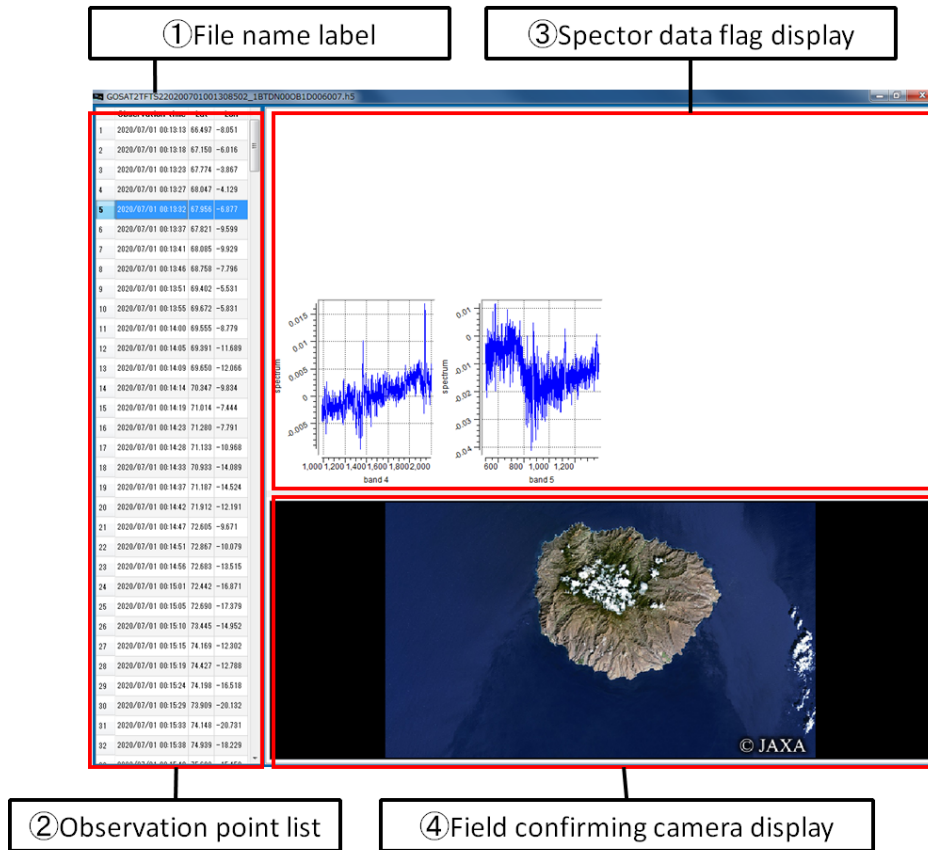 ①File name label
③Spector data flag display
GOSAT2TFTS2202007010013​08502_1BTDN00OB1D006007.h5
Observation time Lat Lon
1 2020/07/01 00:13:13 66.497 -8.051
2 2020/07/01 00:13:18 67.150 -6.016
3 2020/07/01 00:13:23 67.774 -3.867
4 2020/07/01 00:13:27 68.047 -4.129
5 2020/07/01 00:13:32 67.956 -6.877
6 2020/07/01 00:13:37 67.821 -9.599
7 2020/07/01 00:13:41 68.085 -9.929
8 2020/07/01 00:13:46 68.758 -7.796
9 2020/07/01 00:13:51 69.402 -5.531
10 2020/07/01 00:13:55 69.672 -5.831
11 2020/07/01 00:14:00 69.555 -8.779
12 2020/07/01 00:14:05 69.391 -11.689
13 2020/07/01 00:14:09 69.650 -12.066
14 2020/07/01 00:14:14 70.347 -9.834
15 2020/07/01 00:14:19 71.014 -7.444
16 2020/07/01 00:14:23 71.280 -7.791
17 2020/07/01 00:14:28 71.133 -10.968
18 2020/07/01 00:14:33 70.933 -14.089
19 2020/07/01 00:14:37 71.187 -14.524
20 2020/07/01 00:14:42 71.912 -12.191
21 2020/07/01 00:14:47 72.605 -9.671
22 2020/07/01 00:14:51 72.867 -10.079
23 2020/07/01 00:14:56 72.683 -13.515
24 2020/07/01 00:15:01 72.442 -16.871
25 2020/07/01 00:15:05 72.690 -17.379
26 2020/07/01 00:15:10 73.445 -14.952
27 2020/07/01 00:15:15 74.169 -12.302
28 2020/07/01 00:15:19 74.427 -12.788
29 2020/07/01 00:15:24 74.198 -16.518
30 2020/07/01 00:15:29 73.909 -20.132
31 2020/07/01 00:15:33 74.148 -20.731
32 2020/07/01 00:15:38 74.939 -18.229
0.015
0.01
0.005
0
-0.005
spectrum
1,000 1,200 1,400 1,600 1,800 2,000
band 4
0.01
0
-0.01
-0.02
-0.03
-0.04
spectrum
600 800 1,000 1,200
band 5
© JAXA
②Observation point list
④Field confirming camera display